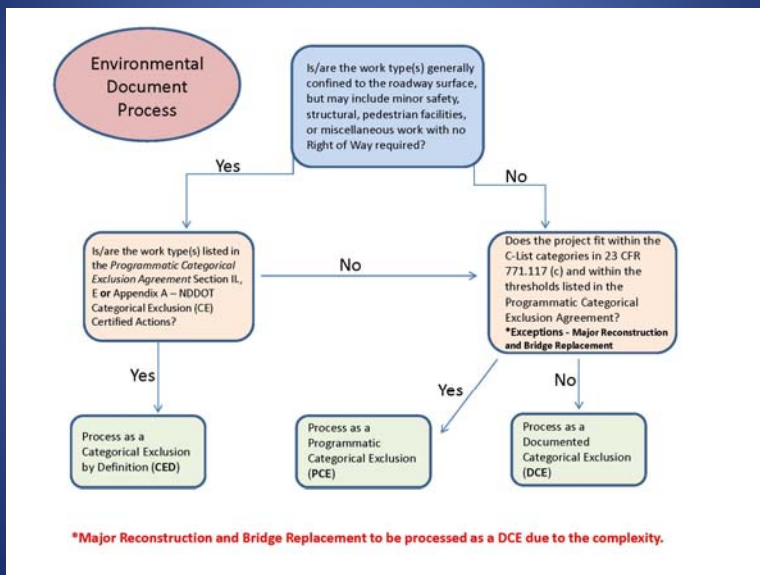 Environmental
Document
Process
Is/are the work type(s) generally
confined to the roadway surface,
but may include minor safety,
structural, pedestrian facilities,
or miscellaneous work with no
Right of Way required?
Yes
No
Is/are the work type(s) listed in
the Programmatic Categorical
Exclusion Agreement Section II.,
E or Appendix A – NDDOT
Categorical Exclusion (CE)
Certified Actions?
No
Does the project fit within the
C-List categories in 23 CFR
771.117 (c) and within the
thresholds listed in the
Programmatic Categorical
Exclusion Agreement?
*Exceptions - Major Reconstruction
and Bridge Replacement
Yes
Yes
No
Process as a
Categorical Exclusion
by Definition (CED)
Process as a
Programmatic
Categorical Exclusion
(PCE)
Process as a
Documented
Categorical Exclusion
(DCE)
*Major Reconstruction and Bridge Replacement to be processed as a DCE due to the complexity.